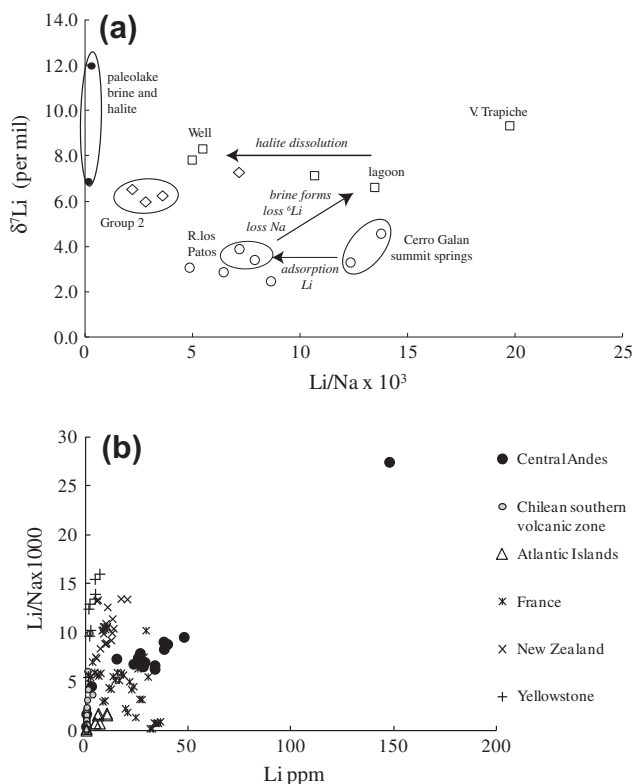 (a)
δ⁷Li (per mil)
14.0
12.0
10.0
8.0
6.0
4.0
2.0
0.0
paleolake
brine and
halite
Well
V. Trapiche
halite dissolution
lagoon
brine forms
loss ⁶Li
loss Na
Group 2
R.los
Patos
adsorption
Li
Cerro Galan
summit springs
0
5
10
15
20
25
Li/Na x 10³
(b)
Li/Nax1000
30
25
20
15
10
5
0
0
50
100
150
200
Li ppm
Central Andes
Chilean southern
volcanic zone
Atlantic Islands
France
New Zealand
Yellowstone